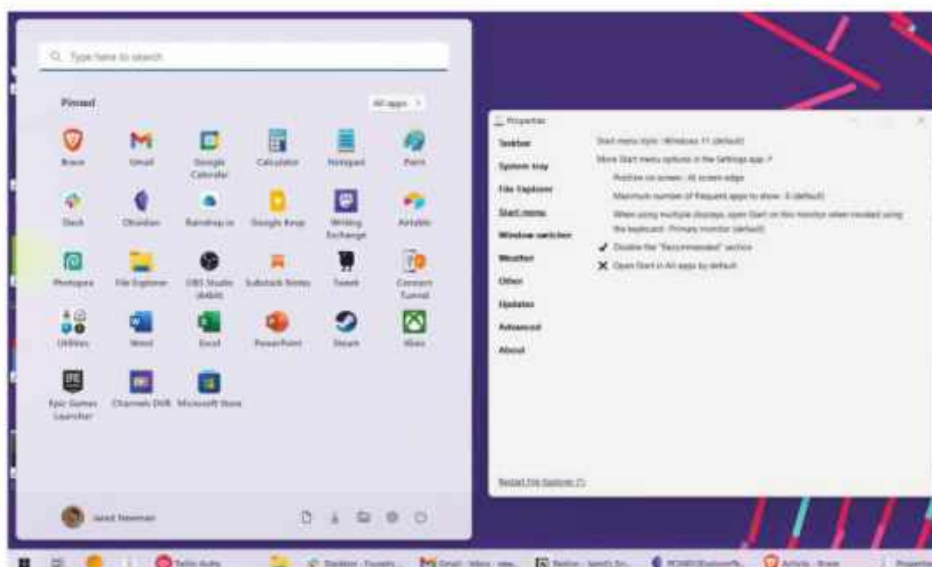 Type here to search
Pinned
All apps >
Brave
Gmail
Google Calendar
Calculator
Notepad
Paint
Slack
Obsidian
Raindrop.io
Google Keep
Writing Exchange
Airtable
Photopea
File Explorer
OBS Studio (64bit)
Substack Notes
Tweek
Connect Tunnel
Utilities
Word
Excel
PowerPoint
Steam
Xbox
Epic Games Launcher
Channels DVR
Microsoft Store
Jared Newman
Properties
Taskbar
System tray
File Explorer
Start menu
Window switcher
Weather
Other
Updates
Advanced
About
Start menu style : Windows 11 (default)
More Start menu options in the Settings app ↗
Position on screen : At screen edge
Maximum number of frequent apps to show : 6 (default)
When using multiple displays, open Start on this monitor when invoked using
the keyboard : Primary monitor (default)
✔ Disable the "Recommended" section
✖ Open Start in All apps by default
Restart File Explorer (*)
Gmail - Inbox
Activity - Brave
Properties